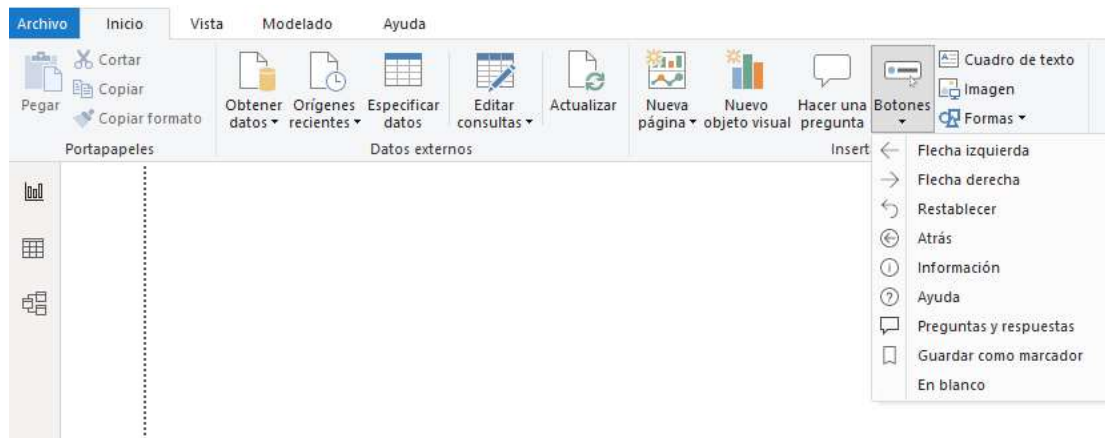 Archivo Inicio Vista Modelado Ayuda
Pegar
Cortar
Copiar
Copiar formato
Portapapeles
Obtener
datos
Orígenes
recientes
Especificar
datos
Editar
consultas
Actualizar
Datos externos
Nueva
página
Nuevo
objeto visual
Hacer una
pregunta
Botones
Cuadro de texto
Imagen
Formas
Insert
Flecha izquierda
Flecha derecha
Restablecer
Atrás
Información
Ayuda
Preguntas y respuestas
Guardar como marcador
En blanco